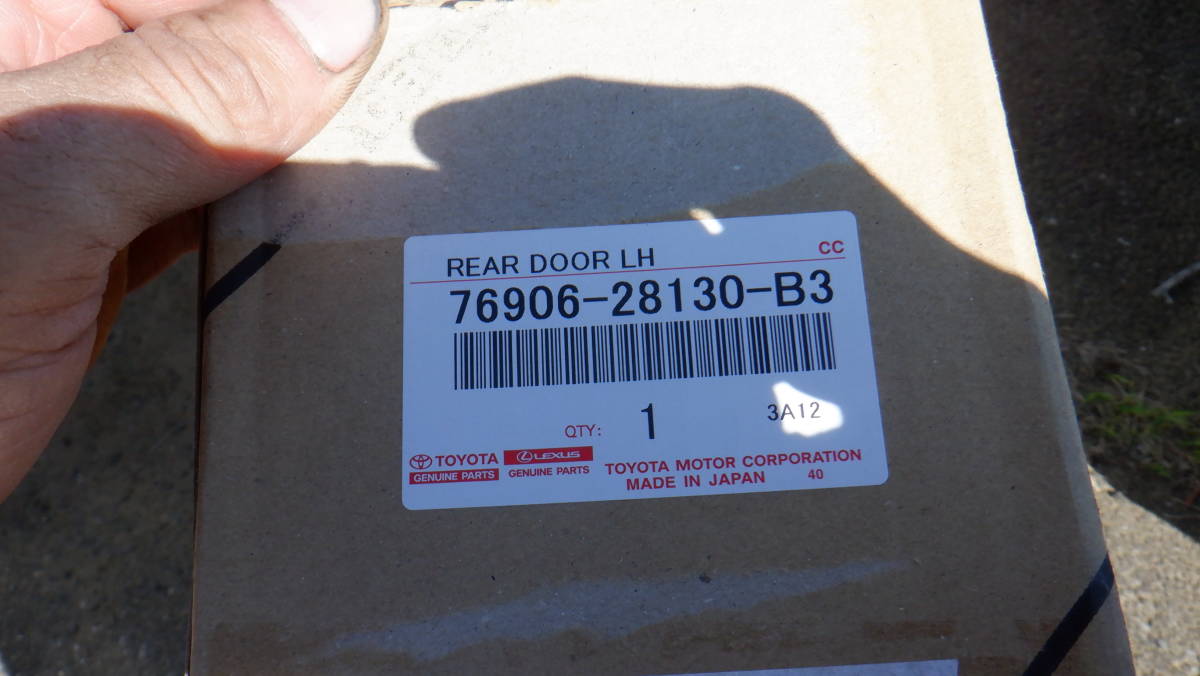 REAR DOOR LH
CC
76906-28130-B3
QTY: 1
3A12
TOYOTA
GENUINE PARTS
LEXUS
GENUINE PARTS
TOYOTA MOTOR CORPORATION
MADE IN JAPAN 40